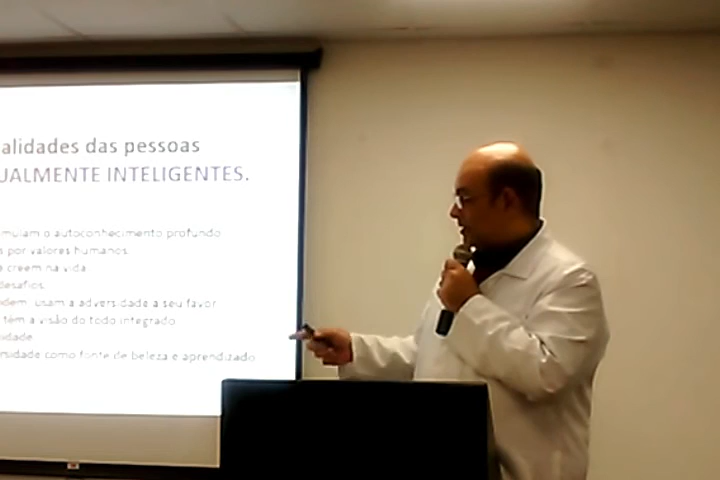 alidades das pessoas
UALMENTE INTELIGENTES.
mulam o autoconhecimento profundo
s por valores humanos
e creem na vida
desafios
dem usam a adversidade a seu favor
têm a visão do todo integrado
idade
rsidade como fonte de beleza e aprendizado